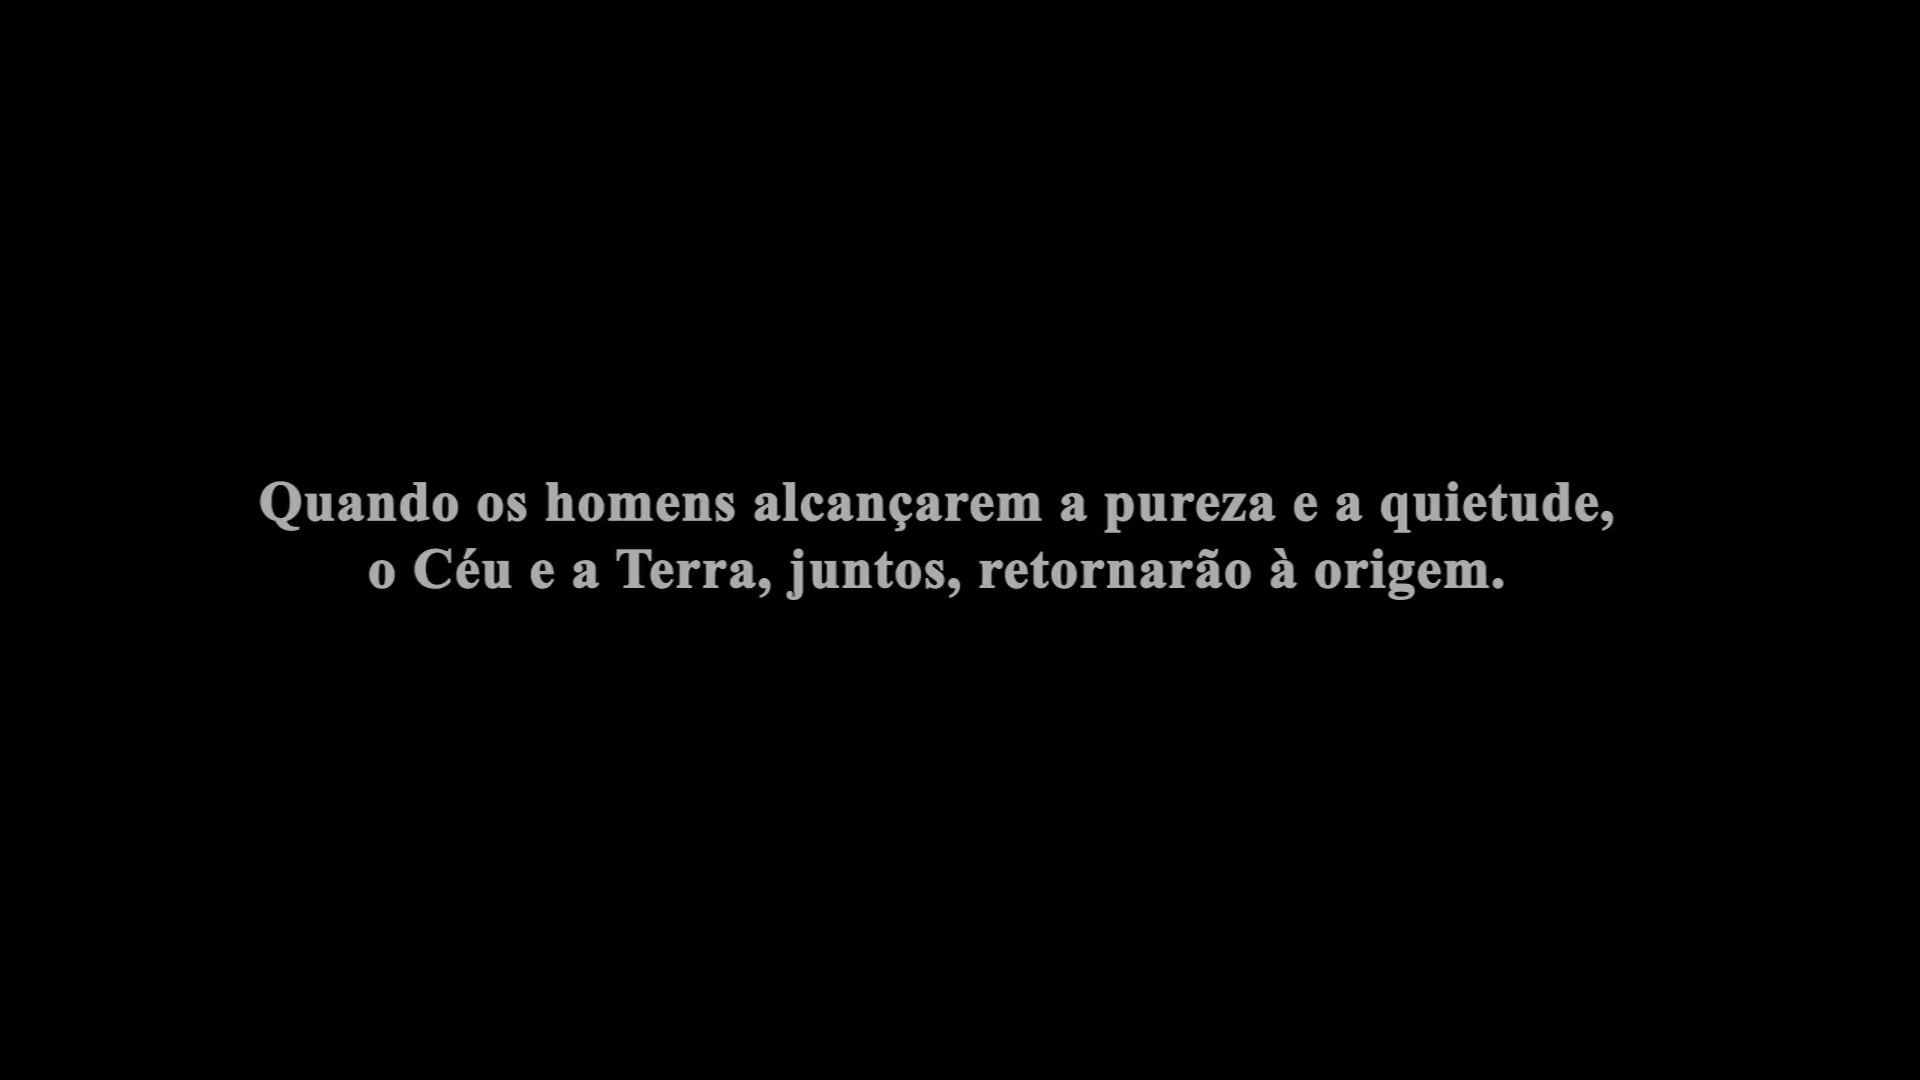 Quando os homens alcançarem a pureza e a quietude,
o Céu e a Terra, juntos, retornarão à origem.